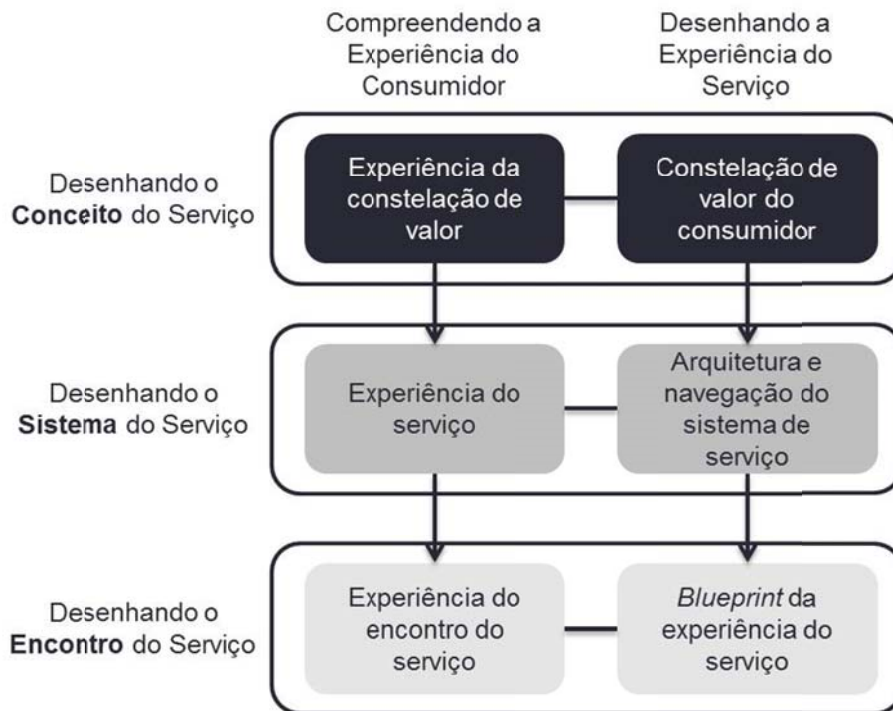 Compreendendo a
Experiência do
Consumidor
Desenhando a
Experiência do
Serviço
Desenhando o
Conceito do Serviço
Experiência da
constelação de
valor
Constelação de
valor do
consumidor
Desenhando o
Sistema do Serviço
Experiência do
serviço
Arquitetura e
navegação do
sistema de
serviço
Desenhando o
Encontro do Serviço
Experiência do
encontro do
serviço
Blueprint da
experiência do
serviço